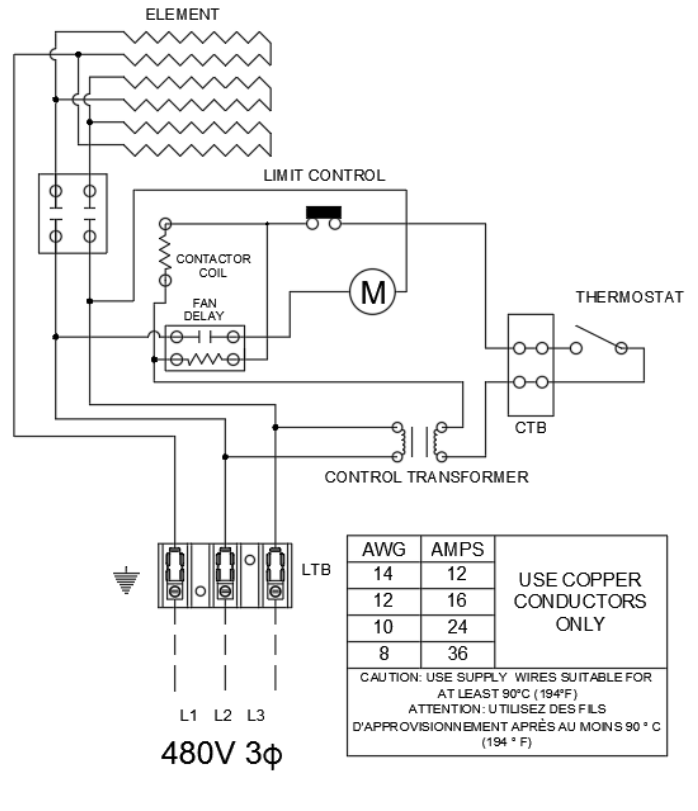 ELEMENT
LIMIT CONTROL
CONTACTOR
COIL
FAN
DELAY
M
THERMOSTAT
CTB
CONTROL TRANSFORMER
LTB
L1 L2 L3
480V 3ϕ
AWG AMPS
14 12
12 16
10 24
8 36
USE COPPER
CONDUCTORS
ONLY
CAUTION: USE SUPPLY WIRES SUITABLE FOR
AT LEAST 90°C (194°F)
ATTENTION: UTILISEZ DES FILS
D'APPROVISIONNEMENT APRÈS AU MOINS 90 ° C
(194 ° F)